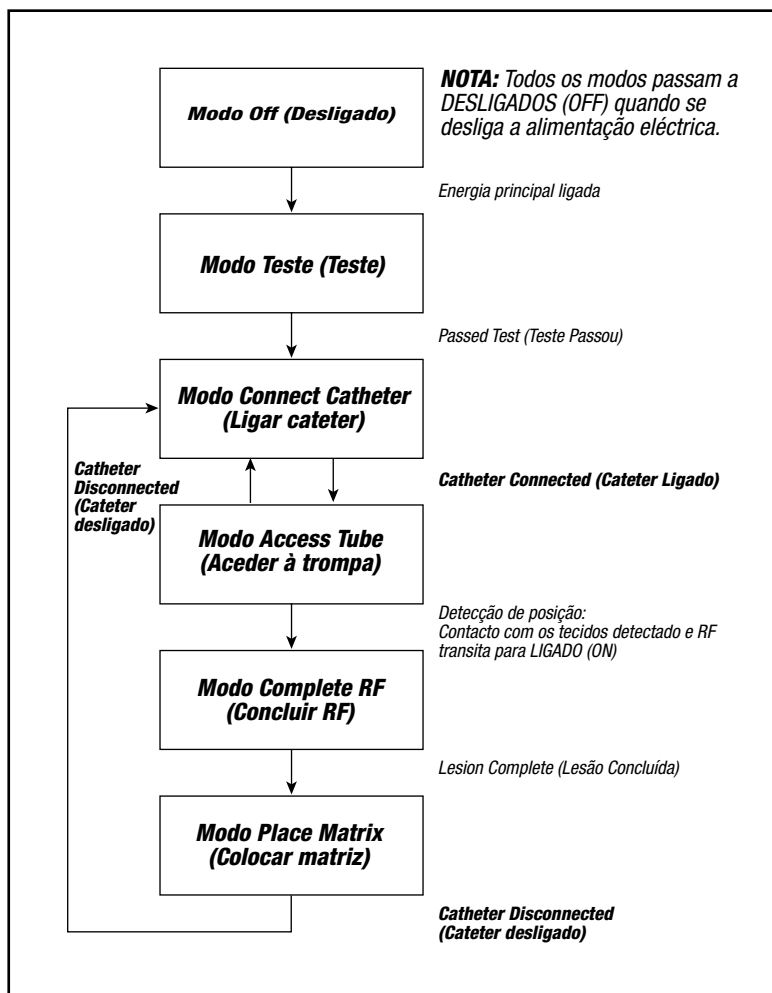 Modo Off (Desligado)
NOTA: Todos os modos passam a
DESLIGADOS (OFF) quando se
desliga a alimentação eléctrica.
Energia principal ligada
Modo Teste (Teste)
Passed Test (Teste Passou)
Modo Connect Catheter
(Ligar cateter)
Catheter
Disconnected
(Cateter
desligado)
Catheter Connected (Cateter Ligado)
Modo Access Tube
(Aceder à trompa)
Detecção de posição:
Contacto com os tecidos detectado e RF
transita para LIGADO (ON)
Modo Complete RF
(Concluir RF)
Lesion Complete (Lesão Concluída)
Modo Place Matrix
(Colocar matriz)
Catheter Disconnected
(Cateter desligado)